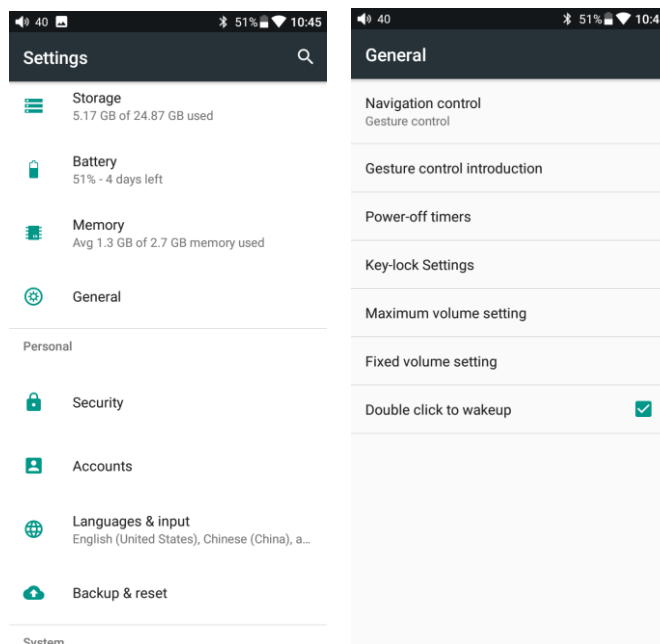 40 51% 10:45
Settings
Storage
5.17 GB of 24.87 GB used
Battery
51% - 4 days left
Memory
Avg 1.3 GB of 2.7 GB memory used
General
Personal
Security
Accounts
Languages & input
English (United States), Chinese (China), a...
Backup & reset
System
40 51% 10:4
General
Navigation control
Gesture control
Gesture control introduction
Power-off timers
Key-lock Settings
Maximum volume setting
Fixed volume setting
Double click to wakeup